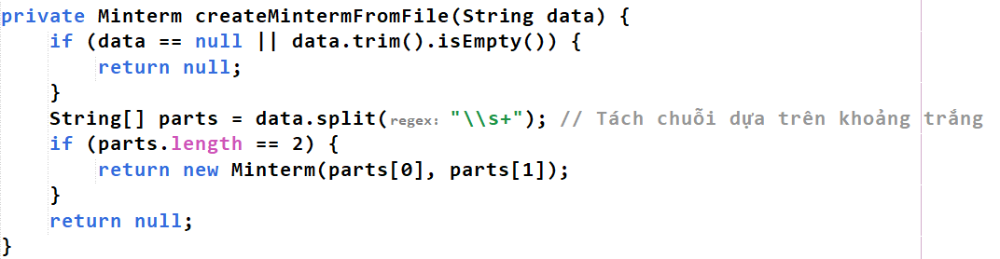 private Minterm createMintermFromFile(String data) {
    if (data == null || data.trim().isEmpty()) {
        return null;
    }
    String[] parts = data.split( regex: "\\s+"); // Tách chuỗi dựa trên khoảng trắng
    if (parts.length == 2) {
        return new Minterm(parts[0], parts[1]);
    }
    return null;
}